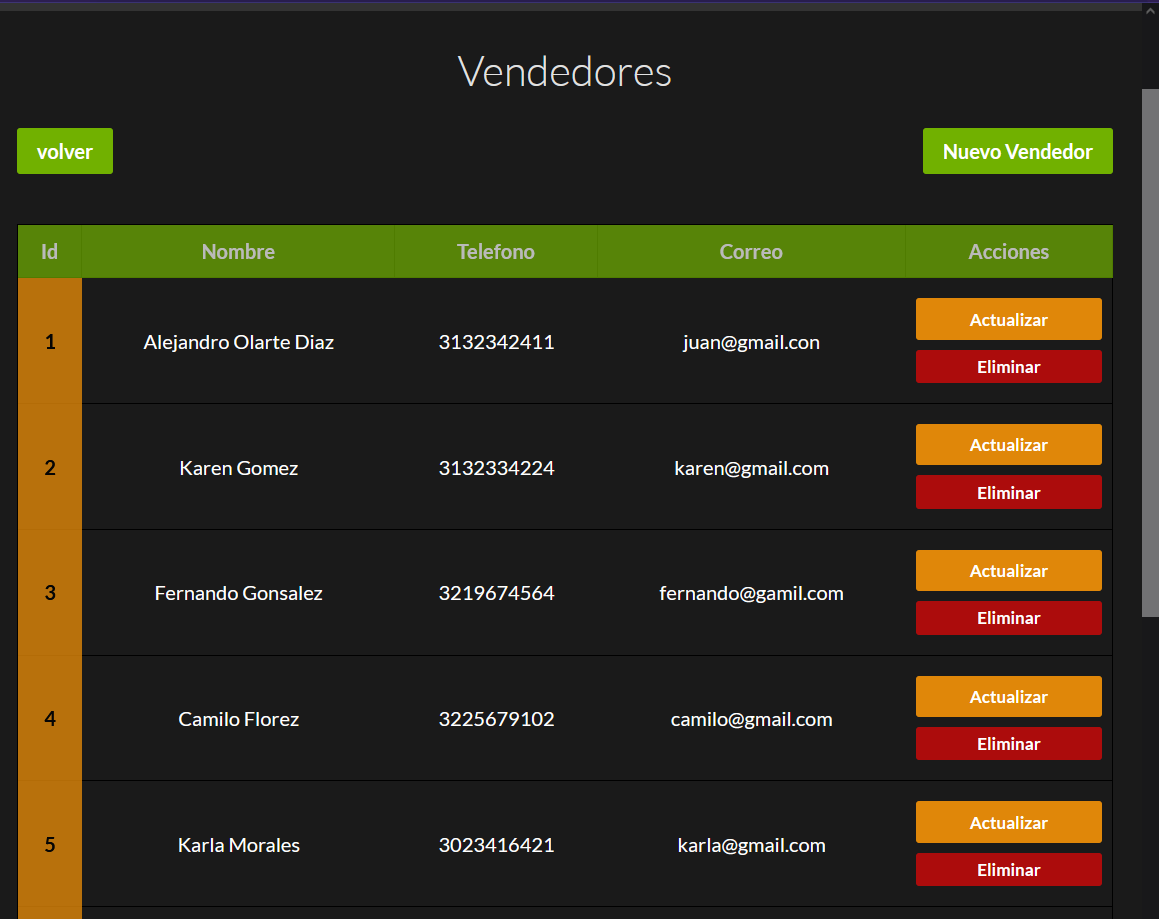 Vendedores
volver
Nuevo Vendedor
Id Nombre Telefono Correo Acciones
1 Alejandro Olarte Diaz 3132342411 juan@gmail.con Actualizar
Eliminar
2 Karen Gomez 3132334224 karen@gmail.com Actualizar
Eliminar
3 Fernando Gonsalez 3219674564 fernando@gamil.com Actualizar
Eliminar
4 Camilo Florez 3225679102 camilo@gmail.com Actualizar
Eliminar
5 Karla Morales 3023416421 karla@gmail.com Actualizar
Eliminar